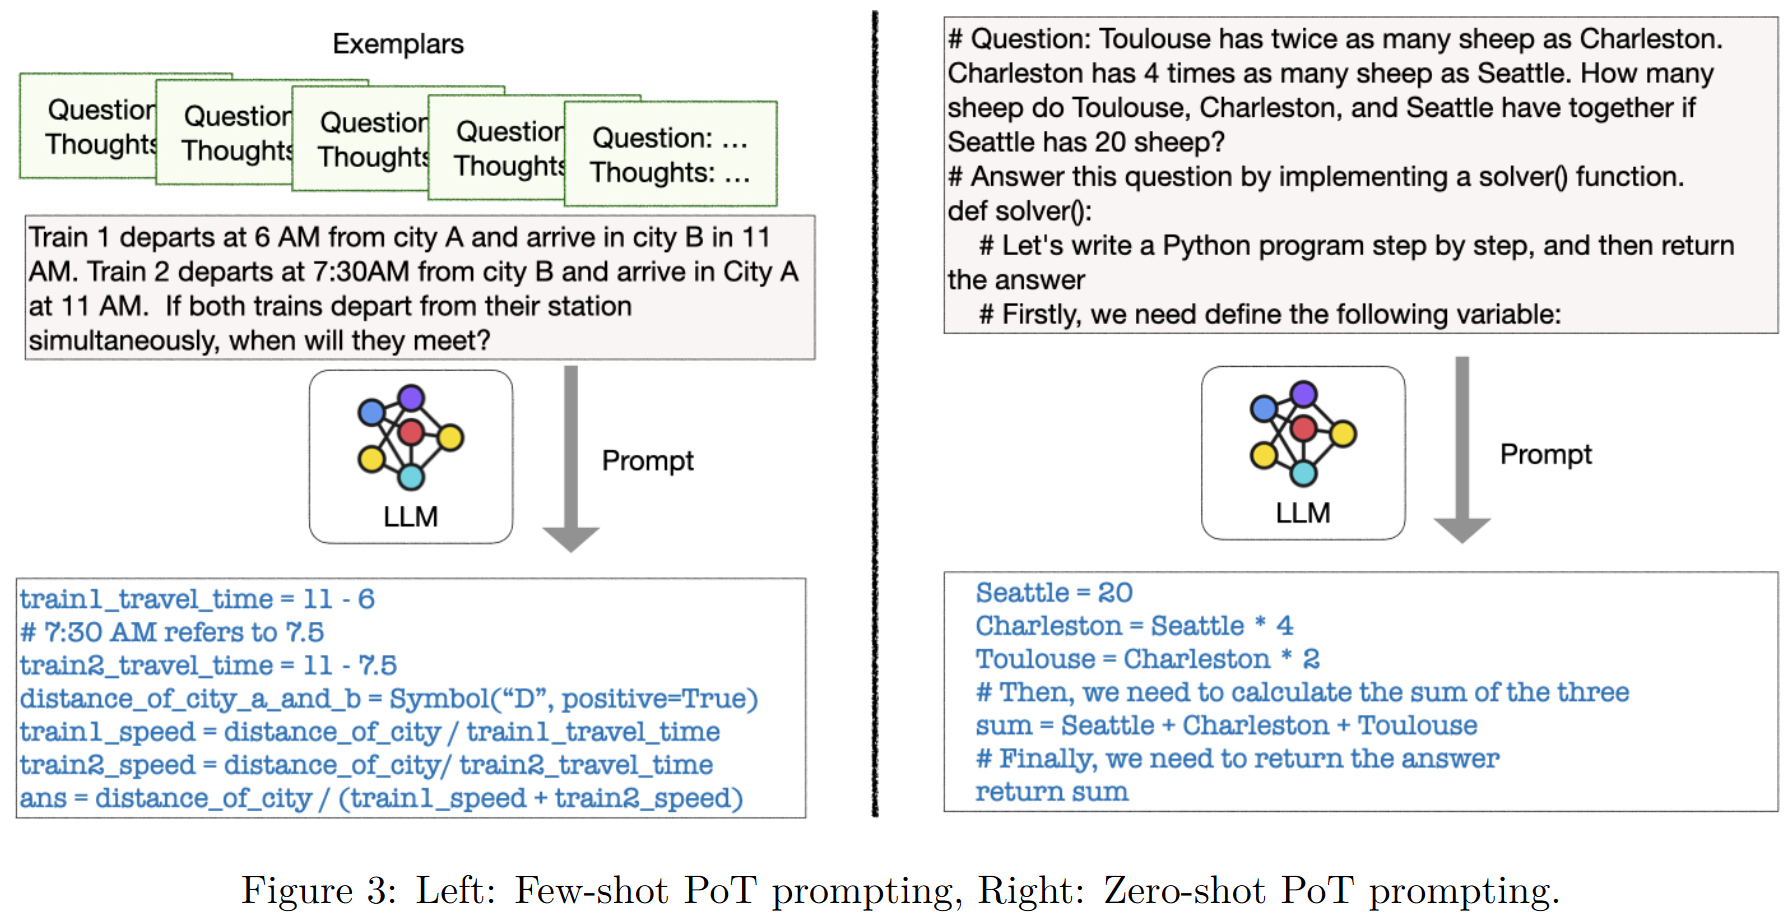 Exemplars
Question
Thoughts
Question
Thoughts
Question
Thoughts
Question
Thoughts
Question: ...
Thoughts: ...
Train 1 departs at 6 AM from city A and arrive in city B in 11
AM. Train 2 departs at 7:30AM from city B and arrive in City A
at 11 AM.  If both trains depart from their station
simultaneously, when will they meet?
LLM
Prompt
train1_travel_time = 11 - 6
# 7:30 AM refers to 7.5
train2_travel_time = 11 - 7.5
distance_of_city_a_and_b = Symbol(“D”, positive=True)
train1_speed = distance_of_city / train1_travel_time
train2_speed = distance_of_city/ train2_travel_time
ans = distance_of_city / (train1_speed + train2_speed)
# Question: Toulouse has twice as many sheep as Charleston.
Charleston has 4 times as many sheep as Seattle. How many
sheep do Toulouse, Charleston, and Seattle have together if
Seattle has 20 sheep?
# Answer this question by implementing a solver() function.
def solver():
# Let's write a Python program step by step, and then return
the answer
# Firstly, we need define the following variable:
LLM
Prompt
Seattle = 20
Charleston = Seattle * 4
Toulouse = Charleston * 2
# Then, we need to calculate the sum of the three
sum = Seattle + Charleston + Toulouse
# Finally, we need to return the answer
return sum
Figure 3: Left: Few-shot PoT prompting, Right: Zero-shot PoT prompting.